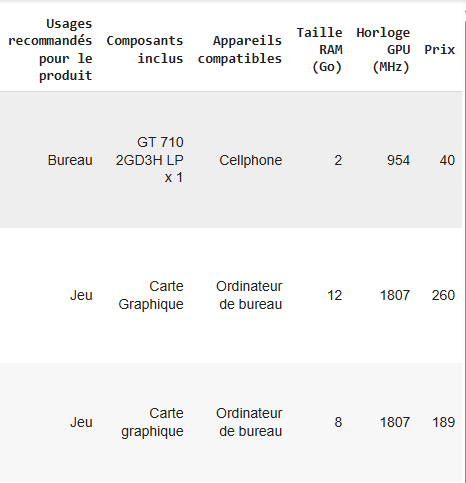 Usages recommandés pour le produit Composants inclus Appareils compatibles Taille RAM (Go) Horloge GPU (MHz) Prix
Bureau GT 710 2GD3H LP x 1 Cellphone 2 954 40
Jeu Carte Graphique Ordinateur de bureau 12 1807 260
Jeu Carte graphique Ordinateur de bureau 8 1807 189